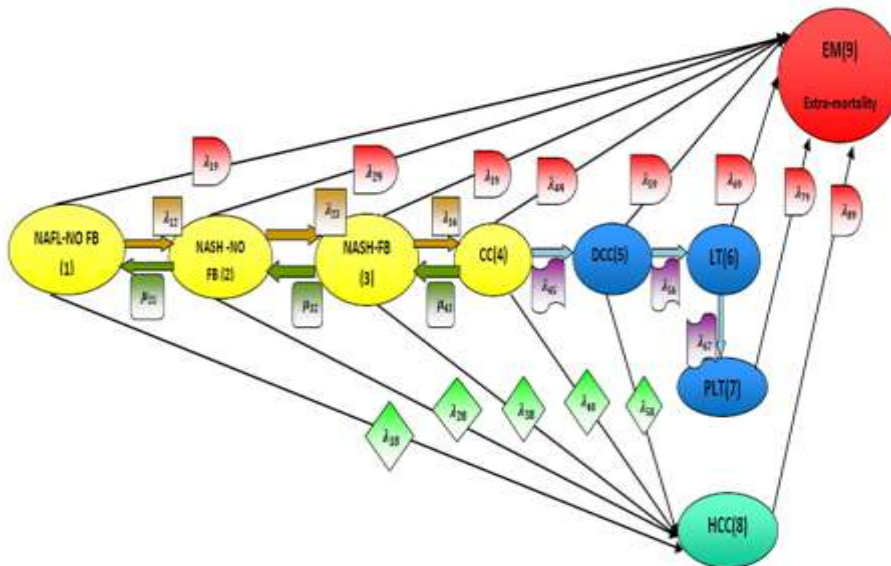 EM(9)
Extra-mortality
λ19
λ29
λ39
λ49
λ59
λ69
λ79
λ89
λ12
λ23
λ34
NAFL-NO FB
(1)
NASH -NO
FB (2)
NASH-FB
(3)
CC(4)
DCC(5)
LT(6)
μ21
μ32
μ43
λ45
λ56
λ67
PLT(7)
λ18
λ28
λ38
λ48
λ58
HCC(8)